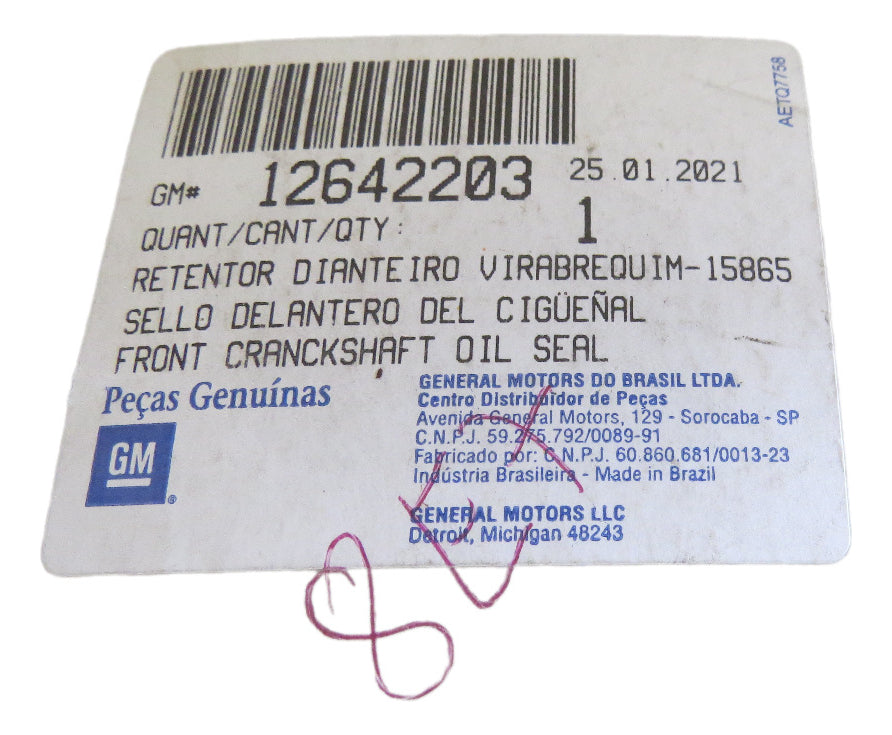 AETQ7758
GM# 12642203 25.01.2021
QUANT/CANT/QTY: 1
RETENTOR DIANTEIRO VIRABREQUIM-15865
SELLO DELANTERO DEL CIGÜEÑAL
FRONT CRANCKSHAFT OIL SEAL
Peças Genuínas
GM
GENERAL MOTORS DO BRASIL LTDA.
Centro Distribuidor de Peças
Avenida General Motors, 129 - Sorocaba - SP
C.N.P.J. 59.275.792/0089-91
Fabricado por: C.N.P.J. 60.860.681/0013-23
Indústria Brasileira - Made in Brazil
GENERAL MOTORS LLC
Detroit, Michigan 48243